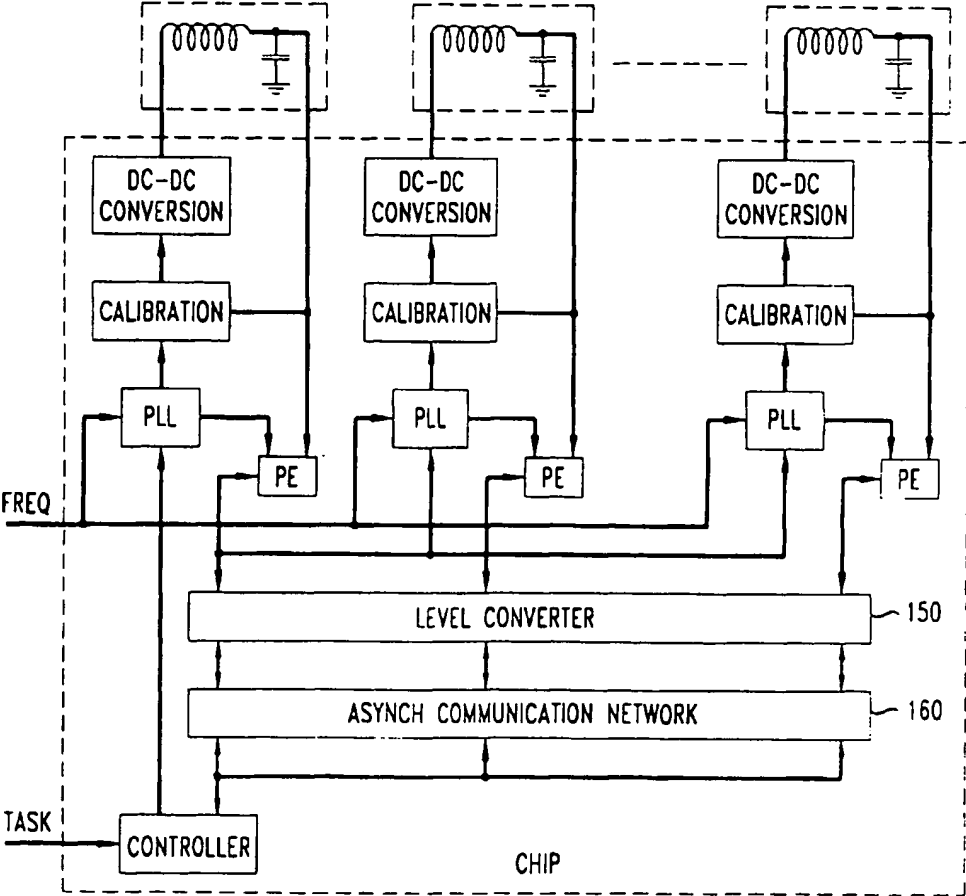 DC-DC
CONVERSION
DC-DC
CONVERSION
DC-DC
CONVERSION
CALIBRATION
CALIBRATION
CALIBRATION
PLL
PLL
PLL
PE
PE
PE
FREQ
LEVEL CONVERTER
150
ASYNCH COMMUNICATION NETWORK
160
TASK
CONTROLLER
CHIP